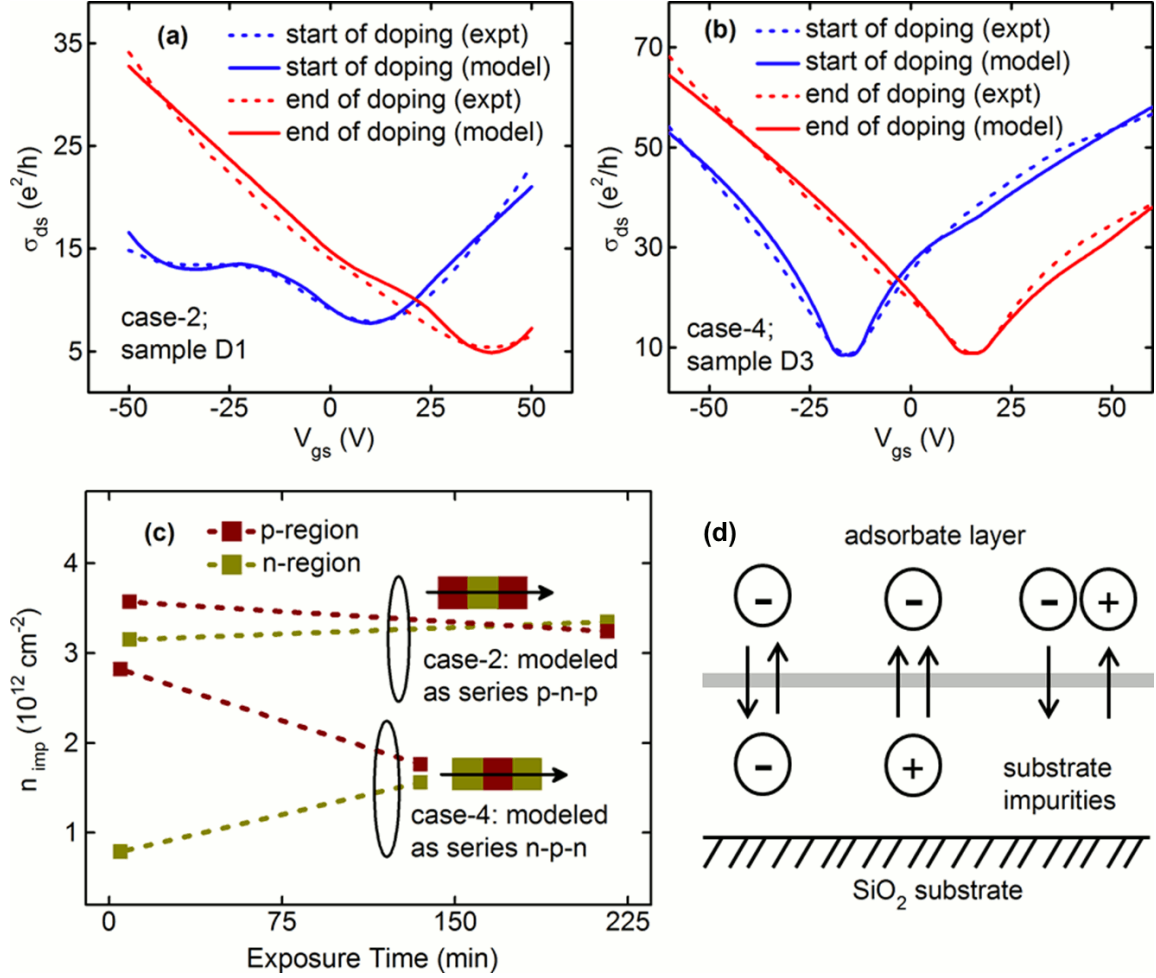 (a)
start of doping (expt)
start of doping (model)
end of doping (expt)
end of doping (model)
case-2;
sample D1
35
25
15
5
σds (e²/h)
-50 -25 0 25 50
Vgs (V)
(b)
start of doping (expt)
start of doping (model)
end of doping (expt)
end of doping (model)
case-4;
sample D3
70
50
30
10
σds (e²/h)
-50 -25 0 25 50
Vgs (V)
(c)
p-region
n-region
case-2: modeled
as series p-n-p
case-4: modeled
as series n-p-n
4
3
2
1
n imp (10¹² cm⁻²)
0 75 150 225
Exposure Time (min)
(d)
adsorbate layer
- - - +
- +
substrate
impurities
SiO₂ substrate